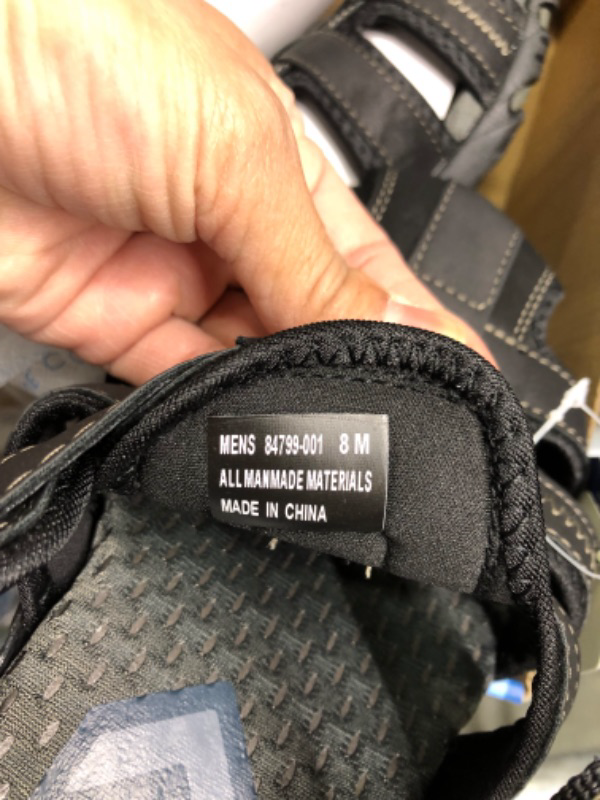 MENS 84799-001 8 M
ALL MANMADE MATERIALS
MADE IN CHINA